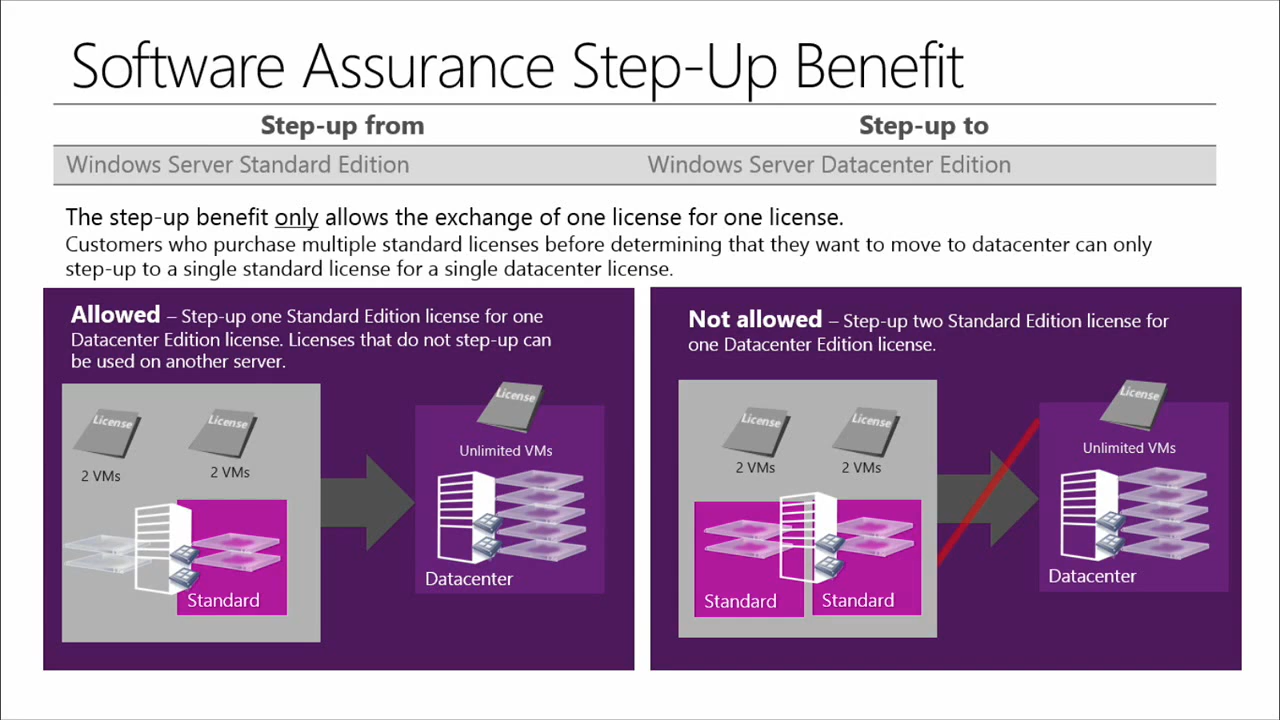 Software Assurance Step-Up Benefit
Step-up from
Step-up to
Windows Server Standard Edition
Windows Server Datacenter Edition
The step-up benefit only allows the exchange of one license for one license.
Customers who purchase multiple standard licenses before determining that they want to move to datacenter can only
step-up to a single standard license for a single datacenter license.
Allowed – Step-up one Standard Edition license for one
Datacenter Edition license. Licenses that do not step-up can
be used on another server.
License
License
2 VMs
2 VMs
Standard
License
Unlimited VMs
Datacenter
Not allowed – Step-up two Standard Edition license for
one Datacenter Edition license.
License
License
2 VMs
2 VMs
Standard
Standard
License
Unlimited VMs
Datacenter